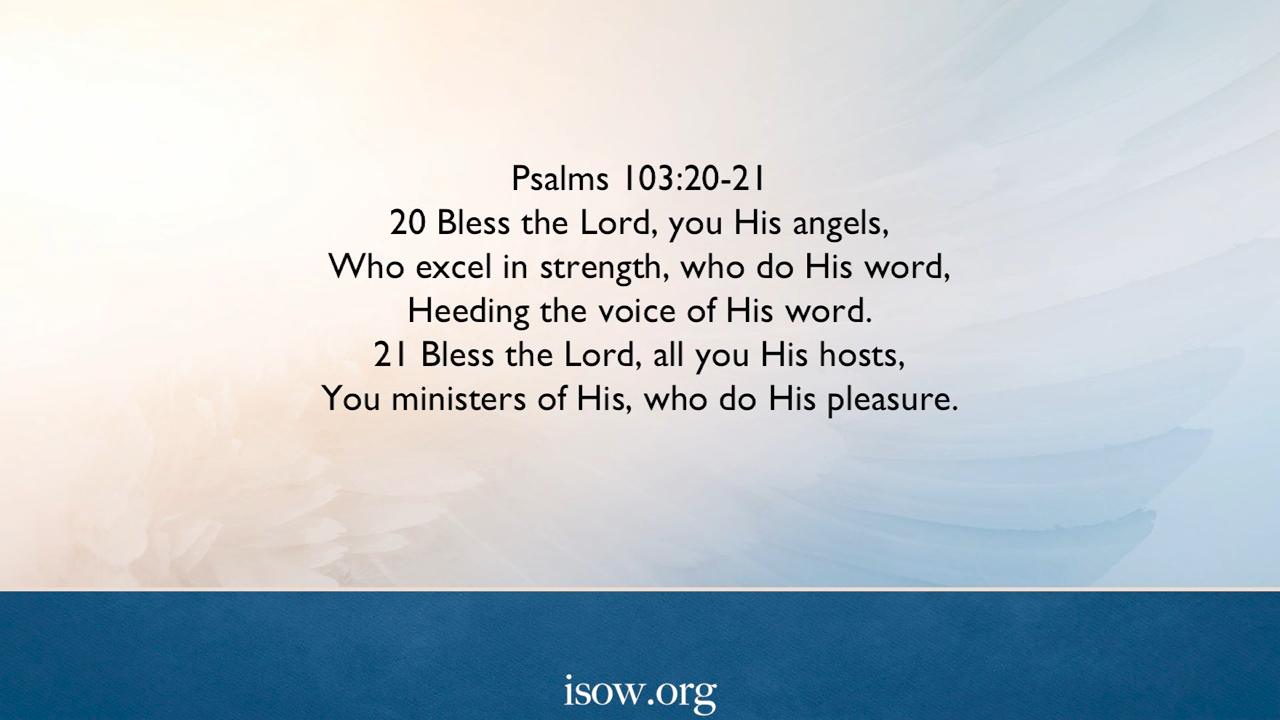 Psalms 103:20-21
20 Bless the Lord, you His angels,
Who excel in strength, who do His word,
Heeding the voice of His word.
21 Bless the Lord, all you His hosts,
You ministers of His, who do His pleasure.
isow.org